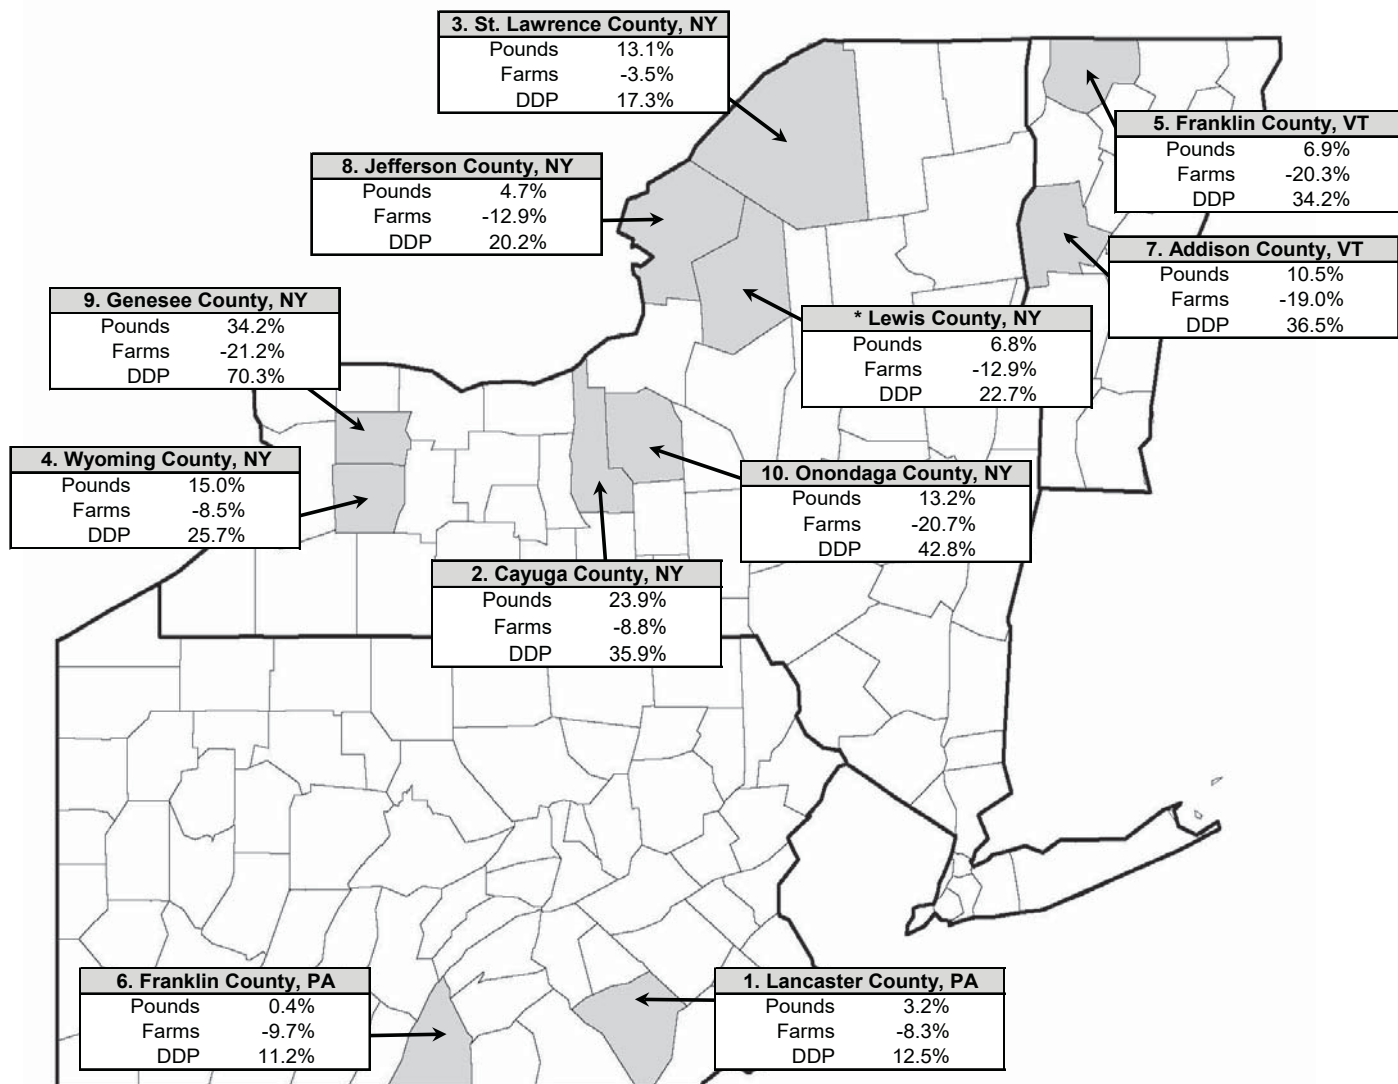 3. St. Lawrence County, NY
Pounds 13.1%
Farms -3.5%
DDP 17.3%
5. Franklin County, VT
Pounds 6.9%
Farms -20.3%
DDP 34.2%
8. Jefferson County, NY
Pounds 4.7%
Farms -12.9%
DDP 20.2%
7. Addison County, VT
Pounds 10.5%
Farms -19.0%
DDP 36.5%
9. Genesee County, NY
Pounds 34.2%
Farms -21.2%
DDP 70.3%
* Lewis County, NY
Pounds 6.8%
Farms -12.9%
DDP 22.7%
4. Wyoming County, NY
Pounds 15.0%
Farms -8.5%
DDP 25.7%
10. Onondaga County, NY
Pounds 13.2%
Farms -20.7%
DDP 42.8%
2. Cayuga County, NY
Pounds 23.9%
Farms -8.8%
DDP 35.9%
6. Franklin County, PA
Pounds 0.4%
Farms -9.7%
DDP 11.2%
1. Lancaster County, PA
Pounds 3.2%
Farms -8.3%
DDP 12.5%